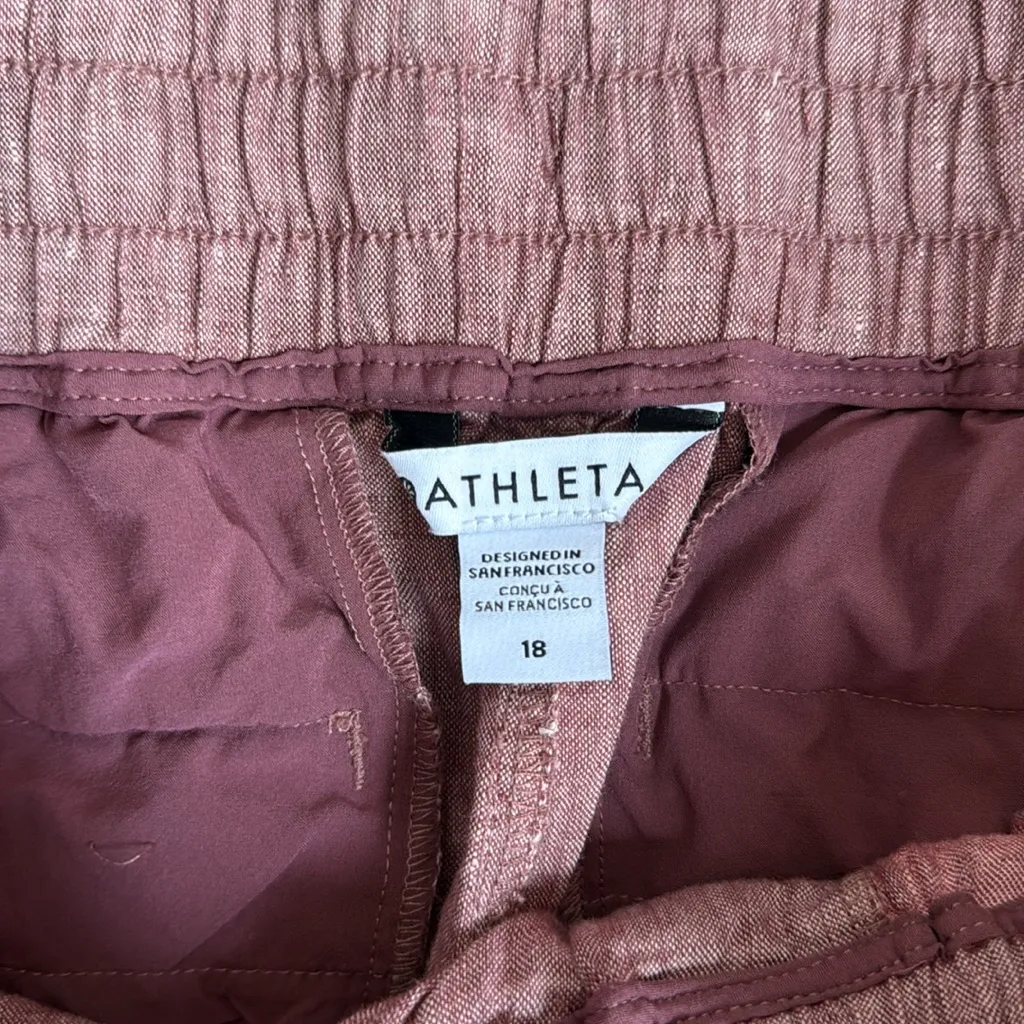 ATHLETA
DESIGNED IN
SAN FRANCISCO
CONÇU À
SAN FRANCISCO
18